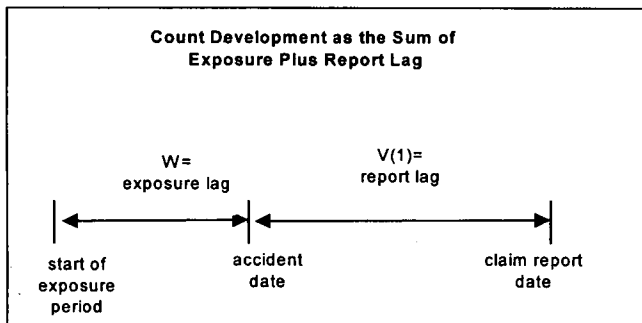 Count Development as the Sum of
Exposure Plus Report Lag
W=
exposure lag
V(1)=
report lag
start of
exposure
period
accident
date
claim report
date